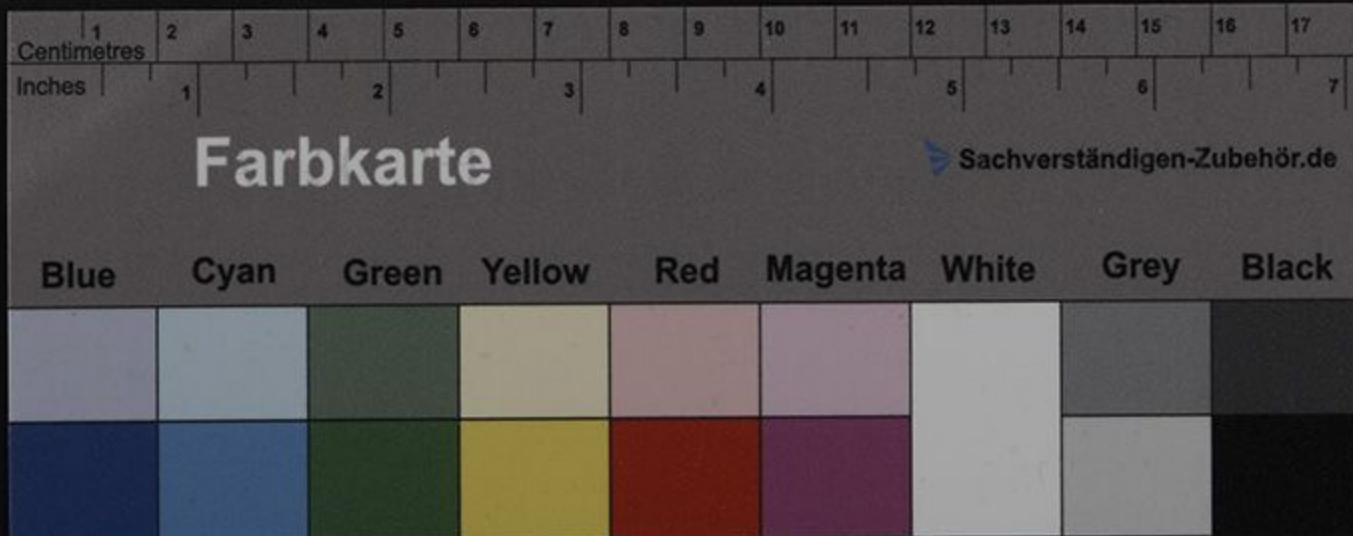 1 2 3 4 5 6 7 8 9 10 11 12 13 14 15 16 17
Centimetres
Inches 1 2 3 4 5 6 7
Farbkarte
Sachverständigen-Zubehör.de
Blue Cyan Green Yellow Red Magenta White Grey Black